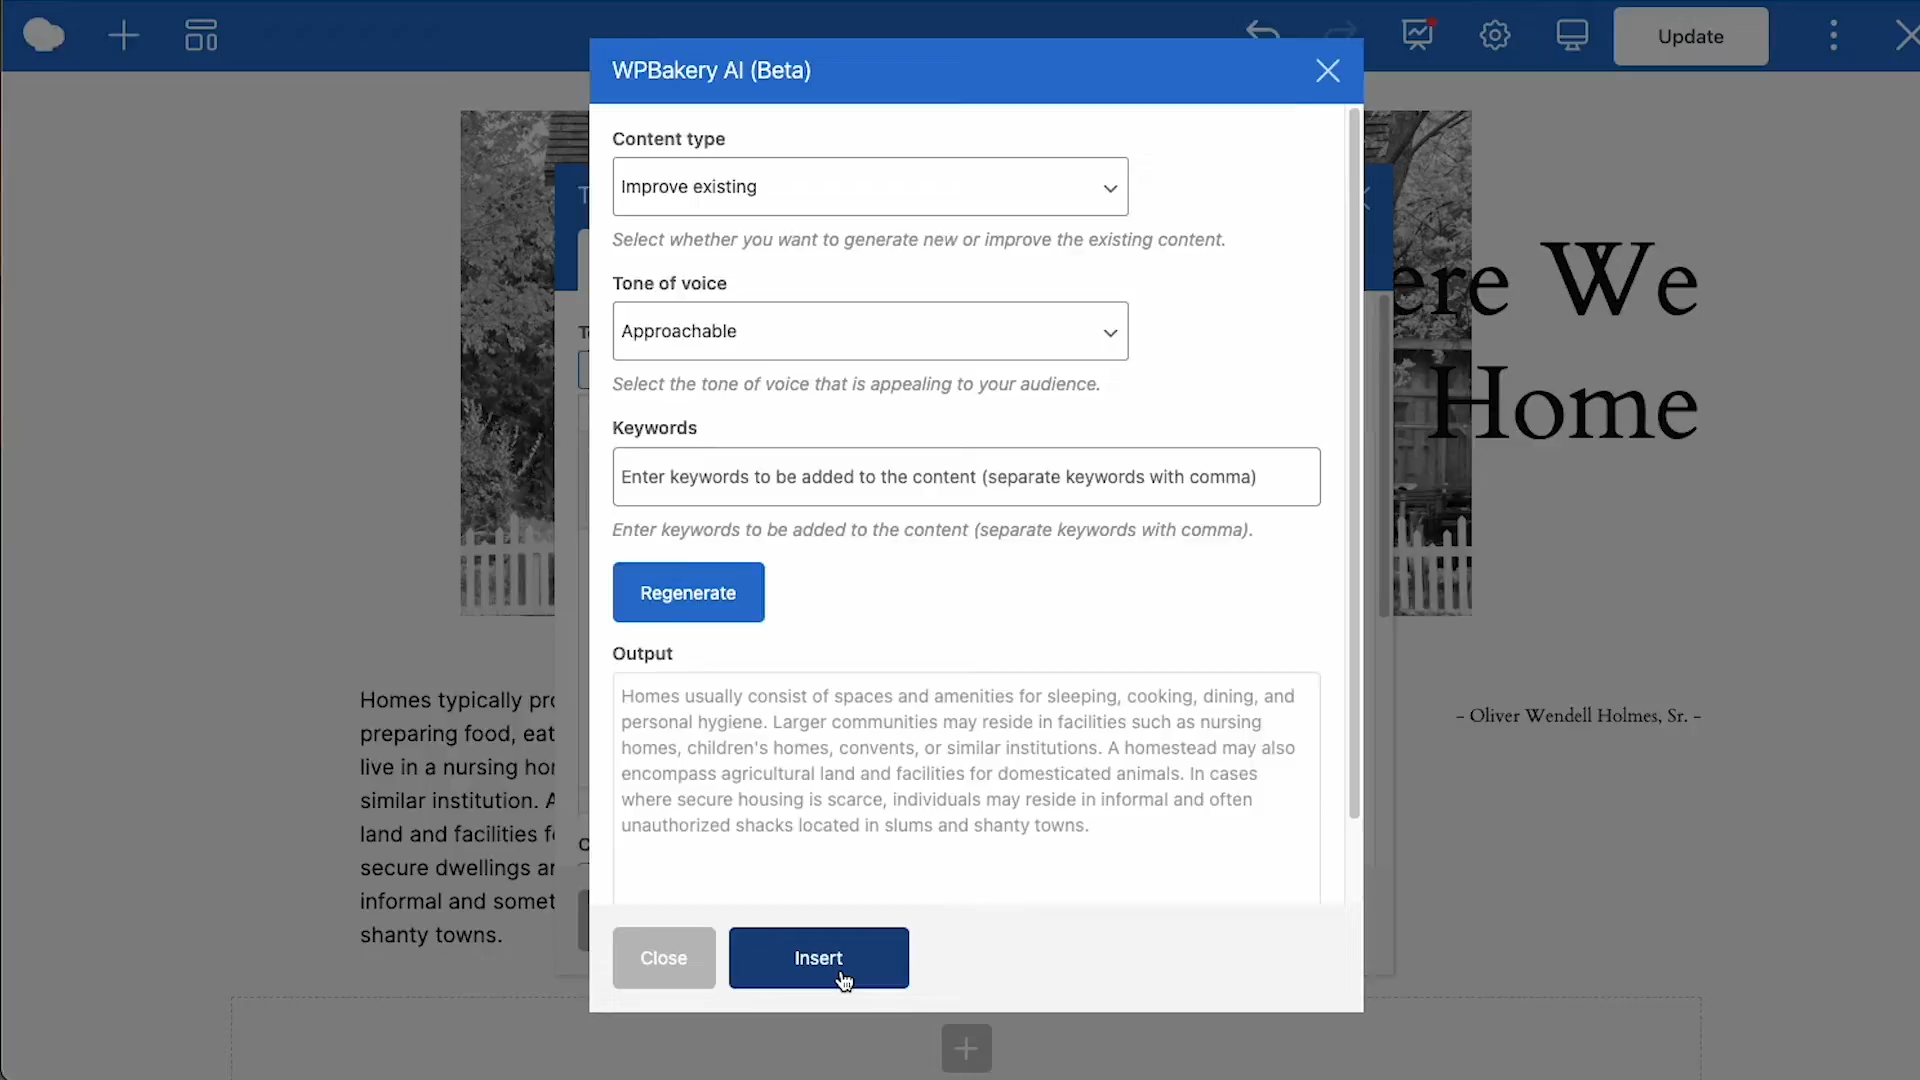 Update
WPBakery AI (Beta)
Content type
Improve existing
Select whether you want to generate new or improve the existing content.
Tone of voice
Approachable
Select the tone of voice that is appealing to your audience.
Keywords
Enter keywords to be added to the content (separate keywords with comma)
Enter keywords to be added to the content (separate keywords with comma).
Regenerate
Output
Homes usually consist of spaces and amenities for sleeping, cooking, dining, and
personal hygiene. Larger communities may reside in facilities such as nursing
homes, children's homes, convents, or similar institutions. A homestead may also
encompass agricultural land and facilities for domesticated animals. In cases
where secure housing is scarce, individuals may reside in informal and often
unauthorized shacks located in slums and shanty towns.
Close
Insert
ere We
Home
Homes typically
preparing food,
live in a nursing
similar institution.
land and facilities
secure dwellings
informal and
shanty towns.
- Oliver Wendell Holmes, Sr. -